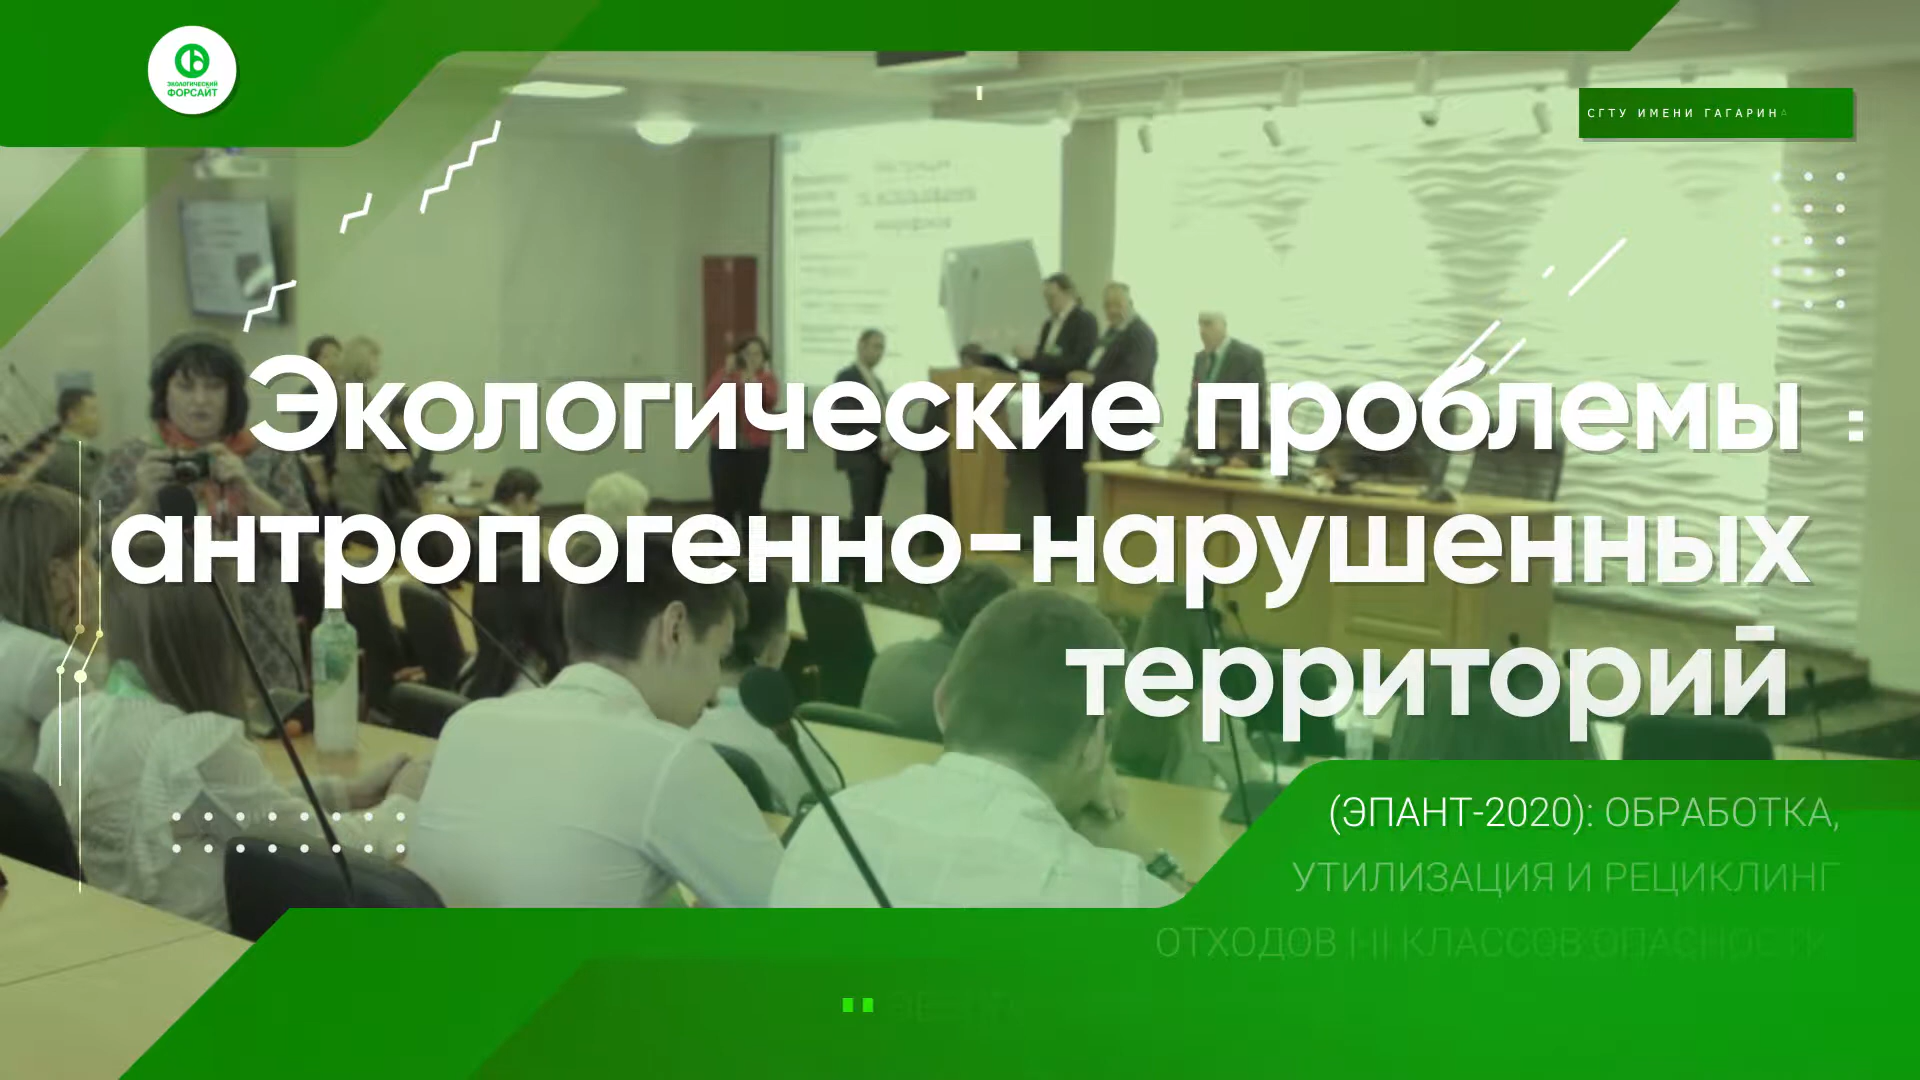 ЭКОЛОГИЧЕСКИЙ
ФОРСАЙТ
СГТУ ИМЕНИ ГАГАРИНА
Экологические проблемы
антропогенно-нарушенных
территорий
(ЭПАНТ-2020): ОБРАБОТКА,
УТИЛИЗАЦИЯ И РЕЦИКЛИНГ
ОТХОДОВ I-II КЛАССОВ ОПАСНОСТИ